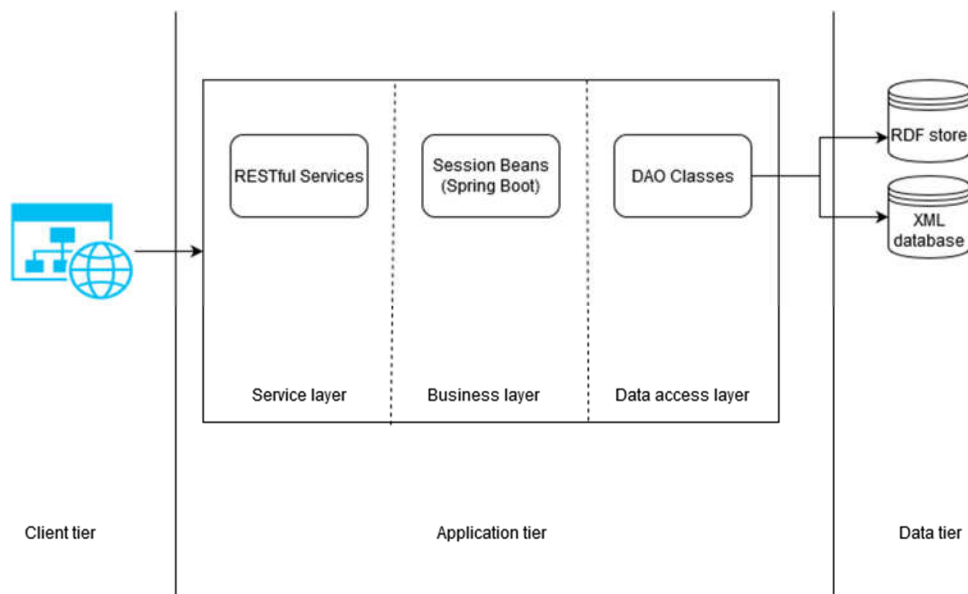 RDF store
RESTful Services
Session Beans
(Spring Boot)
DAO Classes
XML
database
Service layer
Business layer
Data access layer
Client tier
Application tier
Data tier